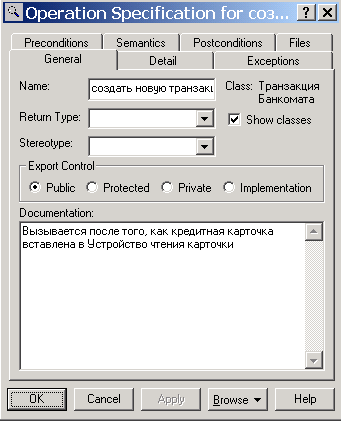 Operation Specification for соз...
Preconditions Semantics Postconditions Files
General Detail Exceptions
Name: создать новую транзакц Class: Транзакция
Банкомата
Return Type: Show classes
Stereotype:
Export Control
Public Protected Private Implementation
Documentation:
Вызывается после того, как кредитная карточка
вставлена в Устройство чтения карточки
OK Cancel Apply Browse Help